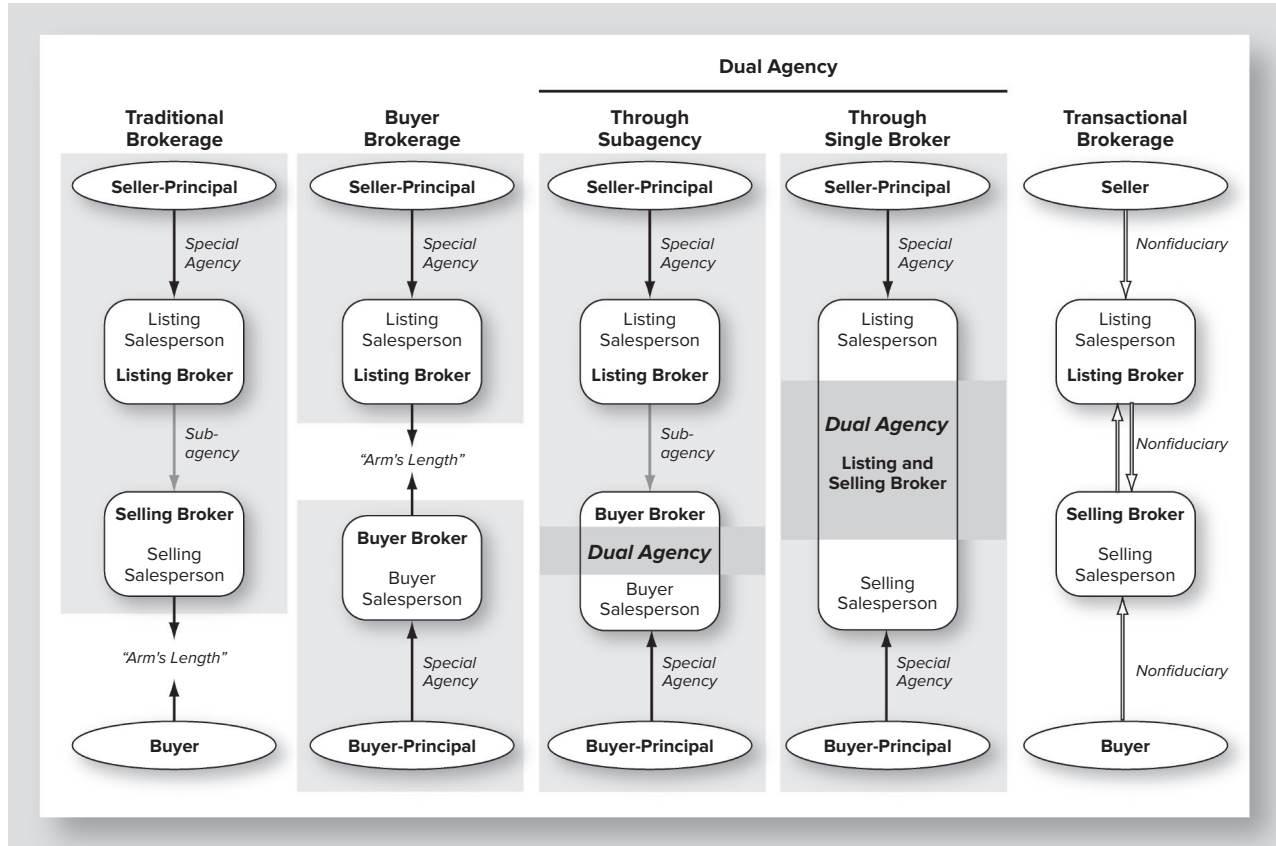 Dual Agency
Traditional
Brokerage
Buyer
Brokerage
Through
Subagency
Through
Single Broker
Transactional
Brokerage
Seller-Principal
Special
Agency
Listing
Salesperson
Listing Broker
Sub-
agency
Selling Broker
Selling
Salesperson
“Arm's Length”
Buyer
Seller-Principal
Special
Agency
Listing
Salesperson
Listing Broker
“Arm's Length”
Buyer Broker
Buyer
Salesperson
Special
Agency
Buyer-Principal
Seller-Principal
Special
Agency
Listing
Salesperson
Listing Broker
Sub-
agency
Buyer Broker
Dual Agency
Buyer
Salesperson
Special
Agency
Buyer-Principal
Seller-Principal
Special
Agency
Listing
Salesperson
Dual Agency
Listing and
Selling Broker
Selling
Salesperson
Special
Agency
Buyer-Principal
Seller
Nonfiduciary
Listing
Salesperson
Listing Broker
Nonfiduciary
Selling Broker
Selling
Salesperson
Nonfiduciary
Buyer